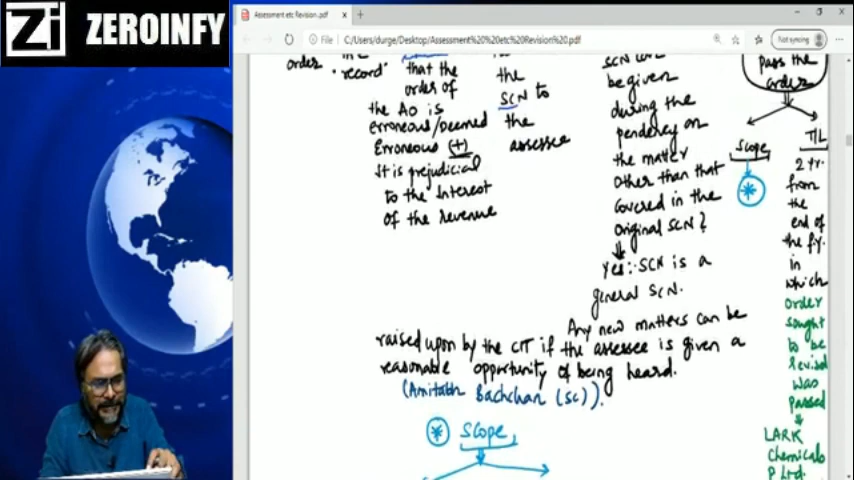 Zi ZEROINFY
Assessment etc Revision.pdf
File C:/Users/durge/Desktop/Assessment%20%20etc%20Revision%20.pdf
Not syncing
order
in the
"record"
that the
order of
the AO is
erroneous/deemed
Erroneous (+)
It is prejudicial
to the Interest
of the revenue
the
SCN to
the
assessee
SCN can
be given
during the
pendency on
the matter
other than that
covered in the
original SCN?
Yes:- SCN is a
general SCN.
Any new matters can be
raised upon by the CIT if the assessee is given a
reasonable opportunity of being heard.
(Amitabh Bachchan (SC)).
* Scope
pass the
order
Scope
*
T/L
2 yr.
from
the
end of
the f.y.
in
which
order
sought
to be
revised
was
passed
LARK
Chemicals
P Ltd.